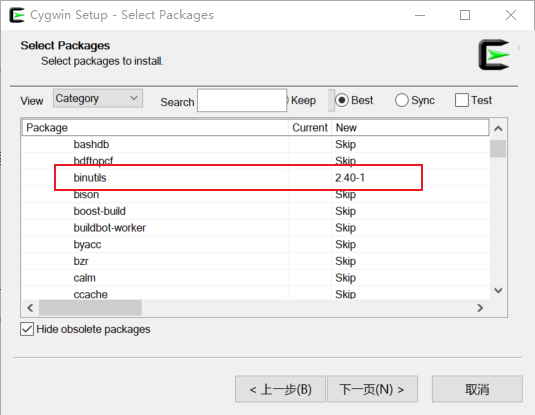 Cygwin Setup - Select Packages
Select Packages
Select packages to install.
View Category Search Keep Best Sync Test
Package Current New
bashdb Skip
bdftopcf Skip
binutils 2.40-1
bison Skip
boost-build Skip
buildbot-worker Skip
byacc Skip
bzr Skip
calm Skip
ccache Skip
Hide obsolete packages
< 上一步(B) 下一页(N) > 取消